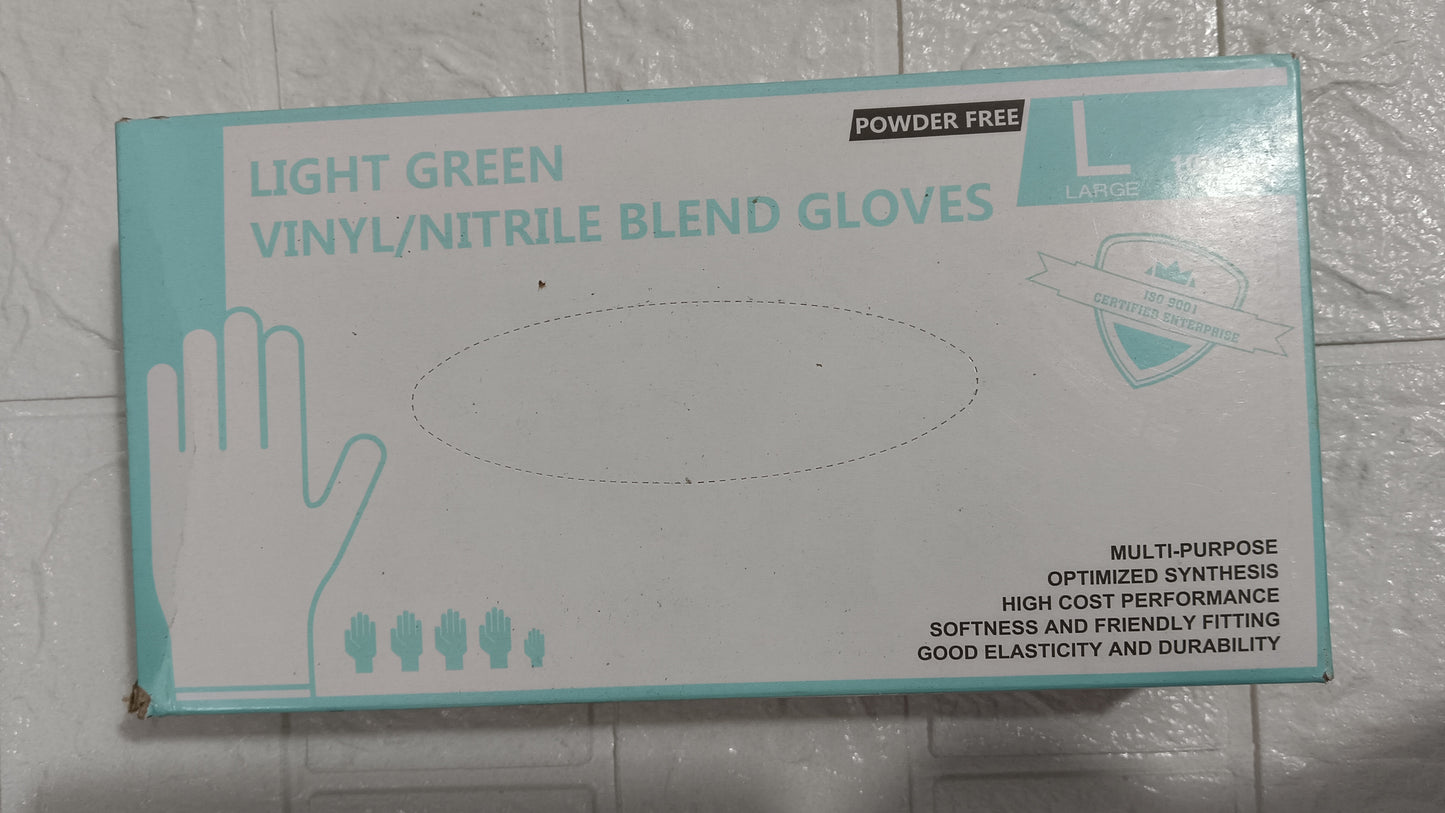 POWDER FREE
L
LARGE
LIGHT GREEN
VINYL/NITRILE BLEND GLOVES
ISO 9001
CERTIFIED ENTERPRISE
MULTI-PURPOSE
OPTIMIZED SYNTHESIS
HIGH COST PERFORMANCE
SOFTNESS AND FRIENDLY FITTING
GOOD ELASTICITY AND DURABILITY